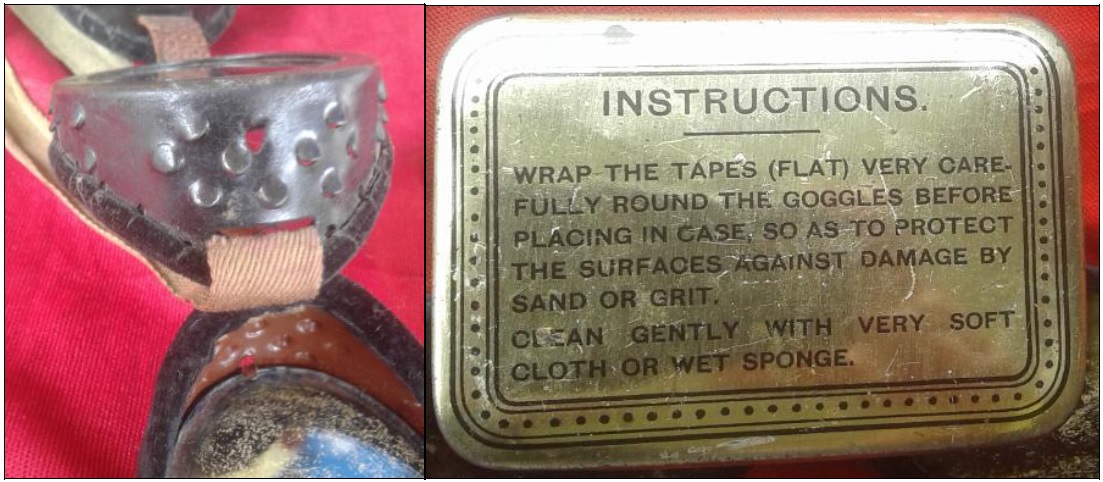 INSTRUCTIONS.
WRAP THE TAPES (FLAT) VERY CARE-
FULLY ROUND THE GOGGLES BEFORE
PLACING IN CASE, SO AS TO PROTECT
THE SURFACES AGAINST DAMAGE BY
SAND OR GRIT.
CLEAN GENTLY WITH VERY SOFT
CLOTH OR WET SPONGE.